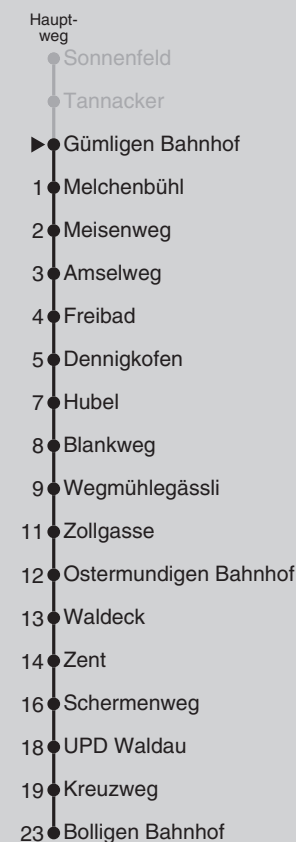 Haupt-
weg
Sonnenfeld
Tannacker
Gümligen Bahnhof
1 Melchenbühl
2 Meisenweg
3 Amselweg
4 Freibad
5 Dennigkofen
7 Hubel
8 Blankweg
9 Wegmühlegässli
11 Zollgasse
12 Ostermundigen Bahnhof
13 Waldeck
14 Zent
16 Schermenweg
18 UPD Waldau
19 Kreuzweg
23 Bolligen Bahnhof